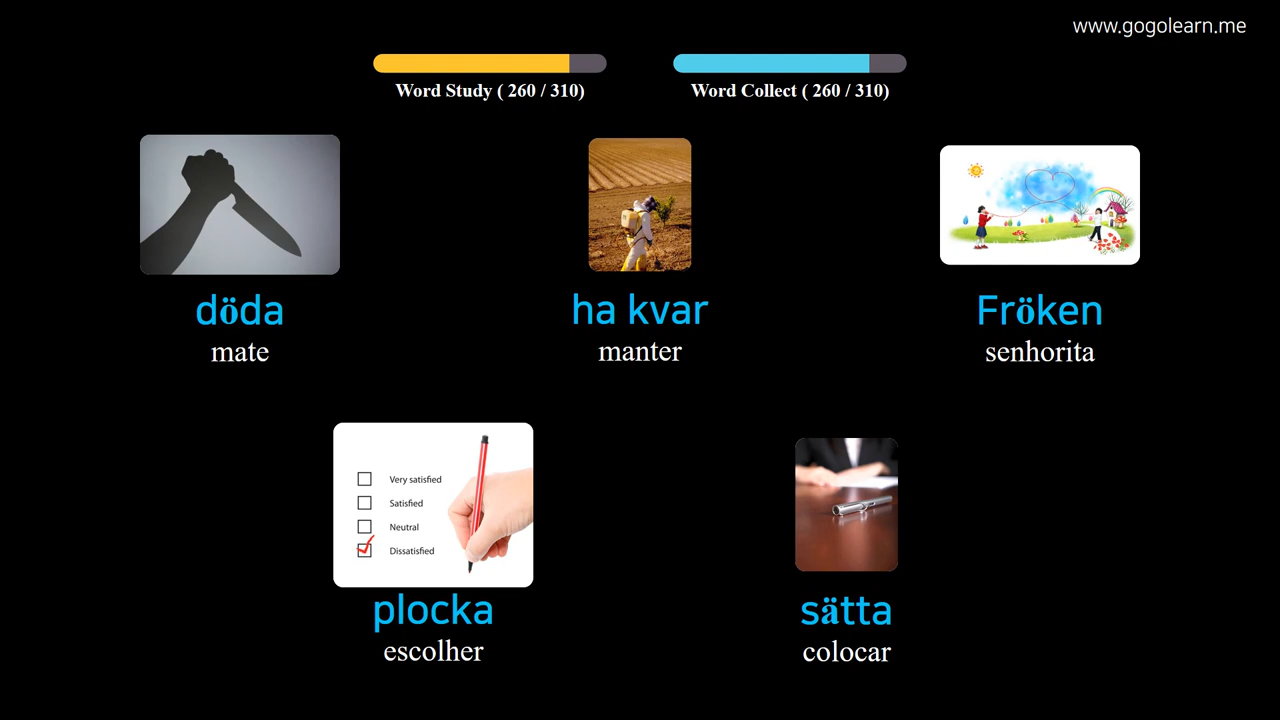 www.gogolearn.me
Word Study ( 260 / 310)
Word Collect ( 260 / 310)
döda
mate
ha kvar
manter
Fröken
senhorita
Very satisfied
Satisfied
Neutral
Dissatisfied
plocka
escolher
sätta
colocar